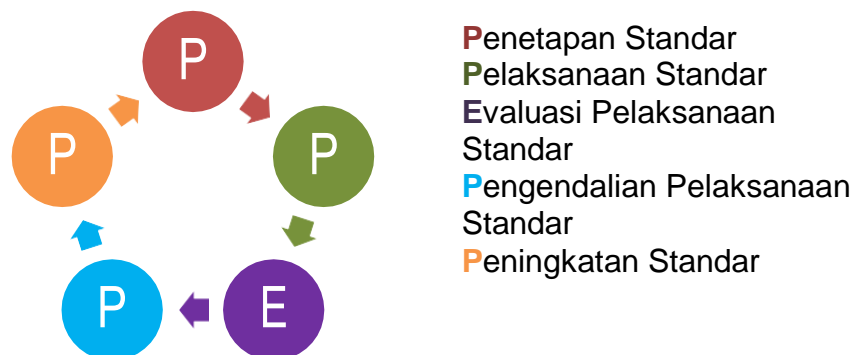 P
P
E
P
P
Penetapan Standar
Pelaksanaan Standar
Evaluasi Pelaksanaan
Standar
Pengendalian Pelaksanaan
Standar
Peningkatan Standar